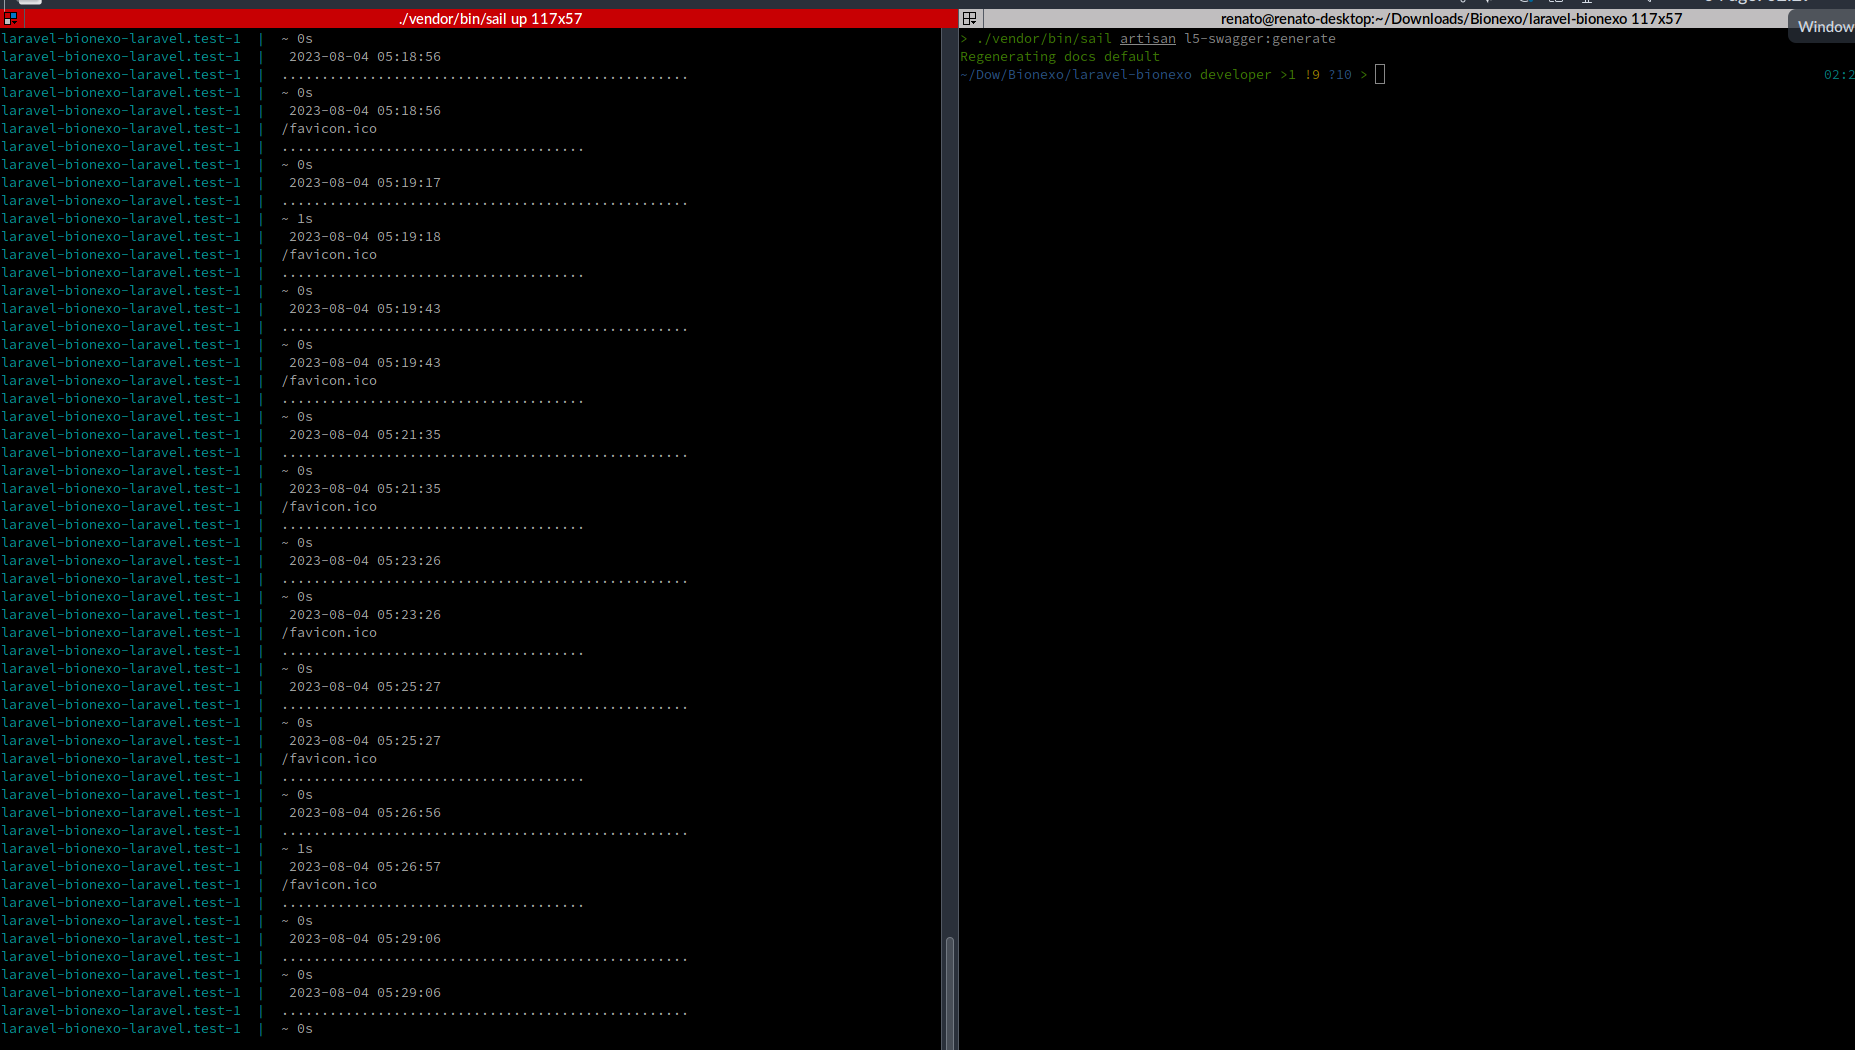 ./vendor/bin/sail up 117x57
laravel-bionexo-laravel.test-1 | ~ 0s
laravel-bionexo-laravel.test-1 | 2023-08-04 05:18:56
laravel-bionexo-laravel.test-1 | ...................................................
laravel-bionexo-laravel.test-1 | ~ 0s
laravel-bionexo-laravel.test-1 | 2023-08-04 05:18:56
laravel-bionexo-laravel.test-1 | /favicon.ico
laravel-bionexo-laravel.test-1 | ......................................
laravel-bionexo-laravel.test-1 | ~ 0s
laravel-bionexo-laravel.test-1 | 2023-08-04 05:19:17
laravel-bionexo-laravel.test-1 | ...................................................
laravel-bionexo-laravel.test-1 | ~ 1s
laravel-bionexo-laravel.test-1 | 2023-08-04 05:19:18
laravel-bionexo-laravel.test-1 | /favicon.ico
laravel-bionexo-laravel.test-1 | ......................................
laravel-bionexo-laravel.test-1 | ~ 0s
laravel-bionexo-laravel.test-1 | 2023-08-04 05:19:43
laravel-bionexo-laravel.test-1 | ...................................................
laravel-bionexo-laravel.test-1 | ~ 0s
laravel-bionexo-laravel.test-1 | 2023-08-04 05:19:43
laravel-bionexo-laravel.test-1 | /favicon.ico
laravel-bionexo-laravel.test-1 | ......................................
laravel-bionexo-laravel.test-1 | ~ 0s
laravel-bionexo-laravel.test-1 | 2023-08-04 05:21:35
laravel-bionexo-laravel.test-1 | ...................................................
laravel-bionexo-laravel.test-1 | ~ 0s
laravel-bionexo-laravel.test-1 | 2023-08-04 05:21:35
laravel-bionexo-laravel.test-1 | /favicon.ico
laravel-bionexo-laravel.test-1 | ......................................
laravel-bionexo-laravel.test-1 | ~ 0s
laravel-bionexo-laravel.test-1 | 2023-08-04 05:23:26
laravel-bionexo-laravel.test-1 | ...................................................
laravel-bionexo-laravel.test-1 | ~ 0s
laravel-bionexo-laravel.test-1 | 2023-08-04 05:23:26
laravel-bionexo-laravel.test-1 | /favicon.ico
laravel-bionexo-laravel.test-1 | ......................................
laravel-bionexo-laravel.test-1 | ~ 0s
laravel-bionexo-laravel.test-1 | 2023-08-04 05:25:27
laravel-bionexo-laravel.test-1 | ...................................................
laravel-bionexo-laravel.test-1 | ~ 0s
laravel-bionexo-laravel.test-1 | 2023-08-04 05:25:27
laravel-bionexo-laravel.test-1 | /favicon.ico
laravel-bionexo-laravel.test-1 | ......................................
laravel-bionexo-laravel.test-1 | ~ 0s
laravel-bionexo-laravel.test-1 | 2023-08-04 05:26:56
laravel-bionexo-laravel.test-1 | ...................................................
laravel-bionexo-laravel.test-1 | ~ 1s
laravel-bionexo-laravel.test-1 | 2023-08-04 05:26:57
laravel-bionexo-laravel.test-1 | /favicon.ico
laravel-bionexo-laravel.test-1 | ......................................
laravel-bionexo-laravel.test-1 | ~ 0s
laravel-bionexo-laravel.test-1 | 2023-08-04 05:29:06
laravel-bionexo-laravel.test-1 | ...................................................
laravel-bionexo-laravel.test-1 | ~ 0s
laravel-bionexo-laravel.test-1 | 2023-08-04 05:29:06
laravel-bionexo-laravel.test-1 | ...................................................
laravel-bionexo-laravel.test-1 | ~ 0s
renato@renato-desktop:~/Downloads/Bionexo/laravel-bionexo 117x57
Window
> ./vendor/bin/sail artisan l5-swagger:generate
Regenerating docs default
~/Dow/Bionexo/laravel-bionexo developer >1 !9 ?10 >
02:2